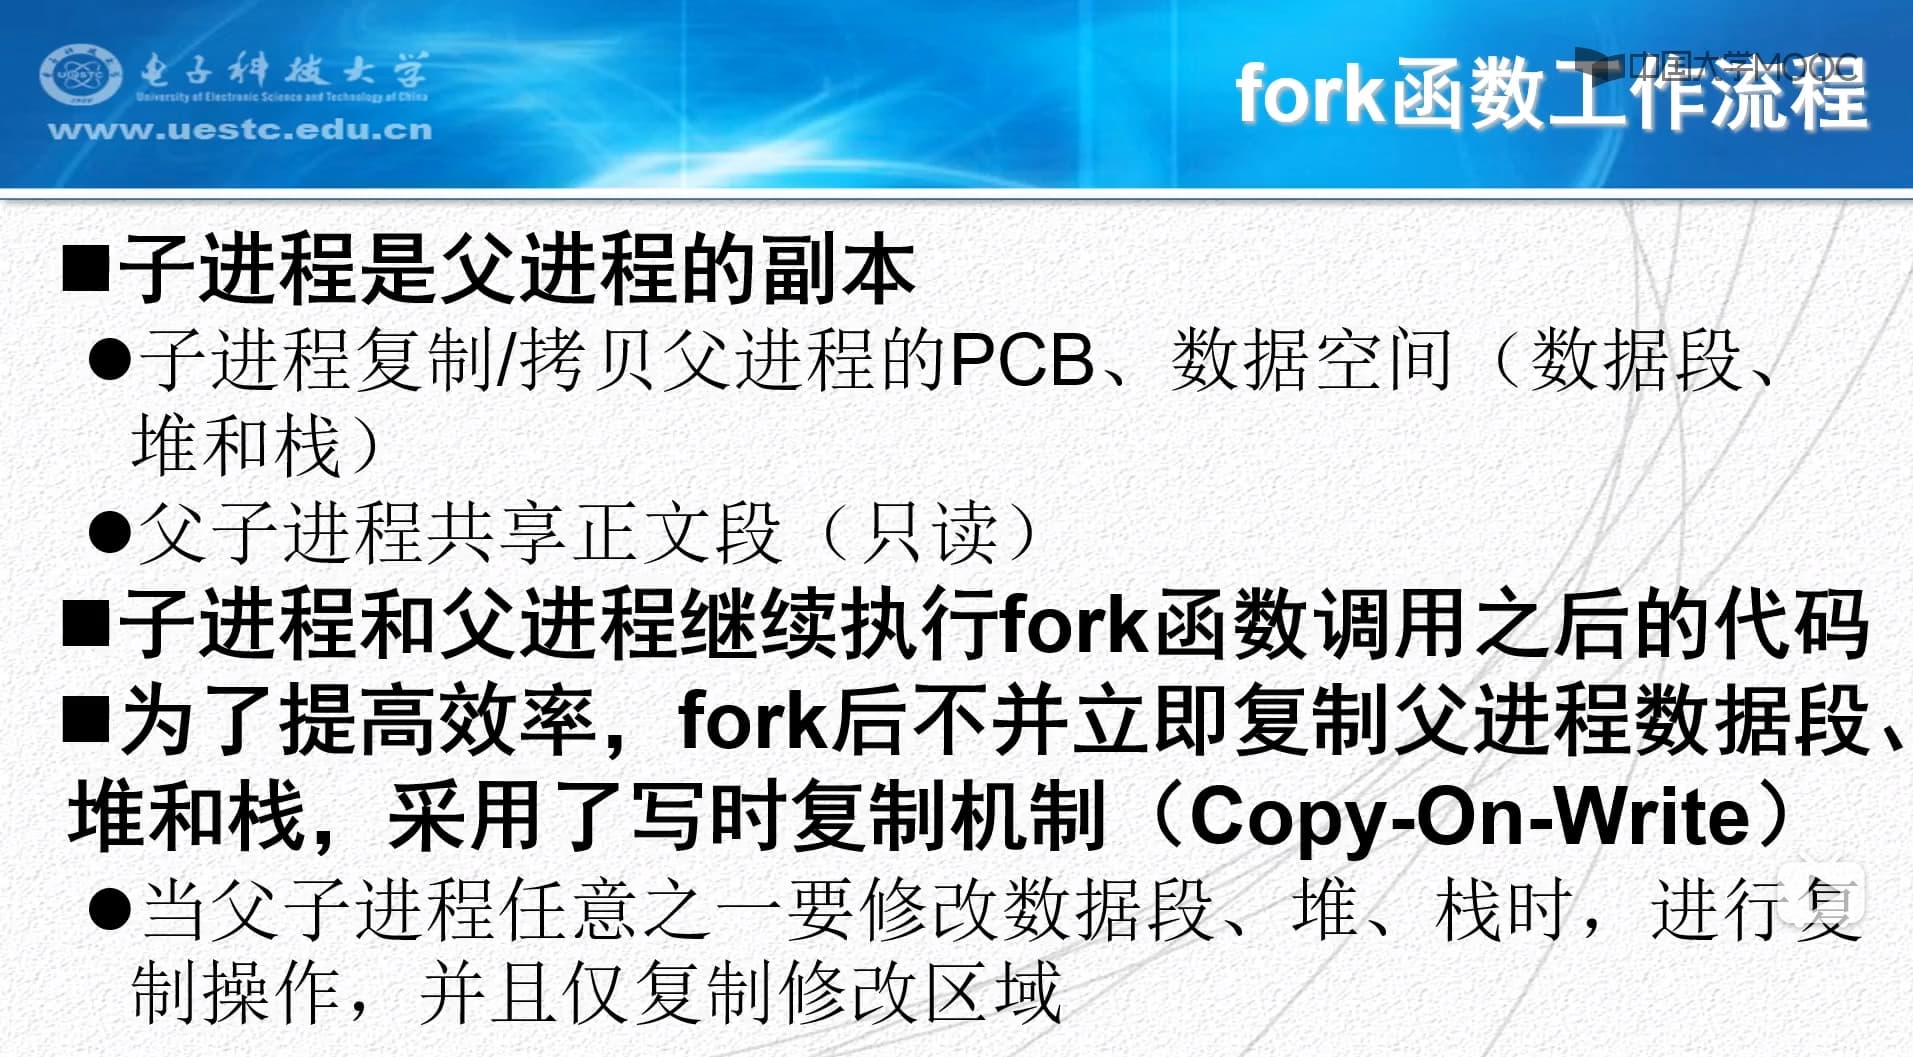 电子科技大学
University of Electronic Science and Technology of China
www.uestc.edu.cn
中国大学MOOC
fork函数工作流程
■子进程是父进程的副本
●子进程复制/拷贝父进程的PCB、数据空间（数据段、
堆和栈）
●父子进程共享正文段（只读）
■子进程和父进程继续执行fork函数调用之后的代码
■为了提高效率，fork后不并立即复制父进程数据段、
堆和栈，采用了写时复制机制（Copy-On-Write）
●当父子进程任意之一要修改数据段、堆、栈时，进行复
制操作，并且仅复制修改区域